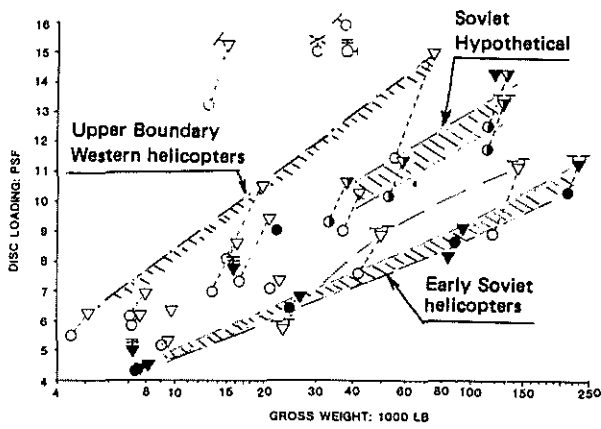 16
15
14
13
12
11
10
9
8
7
6
5
4
DISC LOADING: PSF
Soviet
Hypothetical
Upper Boundary
Western helicopters
Early Soviet
helicopters
4 6 8 10 15 20 30 40 50 60 80 100 150 250
GROSS WEIGHT: 1000 LB